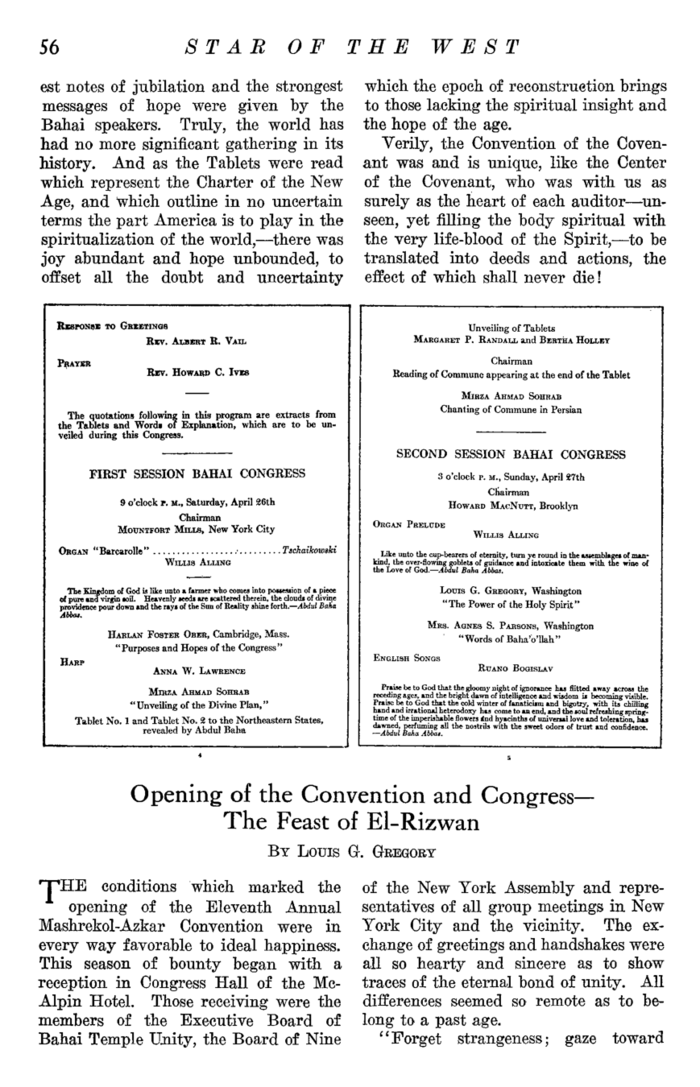 56 STAR OF THE WEST
est notes of jubilation and the strongest
messages of hope were given by the
Bahai speakers. Truly, the world has
had no more significant gathering in its
history. And as the Tablets were read
which represent the Charter of the New
Age, and which outline in no uncertain
terms the part America is to play in the
spiritualization of the world,—there was
joy abundant and hope unbounded, to
offset all the doubt and uncertainty
which the epoch of reconstruction brings
to those lacking the spiritual insight and
the hope of the age.
Verily, the Convention of the Coven-
ant was and is unique, like the Center
of the Covenant, who was with us as
surely as the heart of each auditor—un-
seen, yet filling the body spiritual with
the very life-blood of the Spirit,—to be
translated into deeds and actions, the
effect of which shall never die!
RESPONSE TO GREETINGS
REV. ALBERT R. VAIL
PRAYER
REV. HOWARD C. IVES
The quotations following in this program are extracts from
the Tablets and Words of Explanation, which are to be un-
veiled during this Congress.
FIRST SESSION BAHAI CONGRESS
9 o'clock P. M., Saturday, April 26th
Chairman
MOUNTFORT MILLS, New York City
ORGAN "Barcarolle" ........................Tschaikowski
WILLIS ALLING
The Kingdom of God is like unto a farmer who comes into possession of a piece
of pure and virgin soil. Heavenly seeds are scattered therein, the clouds of divine
providence pour down and the rays of the Sun of Reality shine forth.—Abdul Baha
Abbas.
HARLAN FOSTER OBER, Cambridge, Mass.
"Purposes and Hopes of the Congress"
HARP
ANNA W. LAWRENCE
MIRZA AHMAD SOHRAB
"Unveiling of the Divine Plan,"
Tablet No. 1 and Tablet No. 2 to the Northeastern States,
revealed by Abdul Baha
4
Unveiling of Tablets
MARGARET P. RANDALL and BERTHA HOLLEY
Chairman
Reading of Commune appearing at the end of the Tablet
MIRZA AHMAD SOHRAB
Chanting of Commune in Persian
SECOND SESSION BAHAI CONGRESS
3 o'clock P. M., Sunday, April 27th
Chairman
HOWARD MACNUTT, Brooklyn
ORGAN PRELUDE
WILLIS ALLING
Like unto the cup-bearers of eternity, turn ye round in the assemblages of man-
kind, the over-flowing goblets of guidance and intoxicate them with the wine of
the Love of God.—Abdul Baha Abbas.
LOUIS G. GREGORY, Washington
"The Power of the Holy Spirit"
MRS. AGNES S. PARSONS, Washington
"Words of Baha'o'llah"
ENGLISH SONGS
RUANO BOGISLAV
Praise be to God that the gloomy night of ignorance has flitted away across the
receding ages, and the bright dawn of intelligence and wisdom is becoming visible.
Praise be to God that the cold winter of fanaticism and bigotry, with its chilling
hand and irrational heterodoxy has come to an end, and the soul refreshing spring-
time of the imperishable flowers and hyacinths of universal love and toleration, has
dawned, perfuming all the nostrils with the sweet odors of trust and confidence.
—Abdul Baha Abbas.
5
Opening of the Convention and Congress—
The Feast of El-Rizwan
BY LOUIS G. GREGORY
THE conditions which marked the
opening of the Eleventh Annual
Mashrekol-Azkar Convention were in
every way favorable to ideal happiness.
This season of bounty began with a
reception in Congress Hall of the Mc-
Alpin Hotel. Those receiving were the
members of the Executive Board of
Bahai Temple Unity, the Board of Nine
of the New York Assembly and repre-
sentatives of all group meetings in New
York City and the vicinity. The ex-
change of greetings and handshakes were
all so hearty and sincere as to show
traces of the eternal bond of unity. All
differences seemed so remote as to be-
long to a past age.
"Forget strangeness; gaze toward